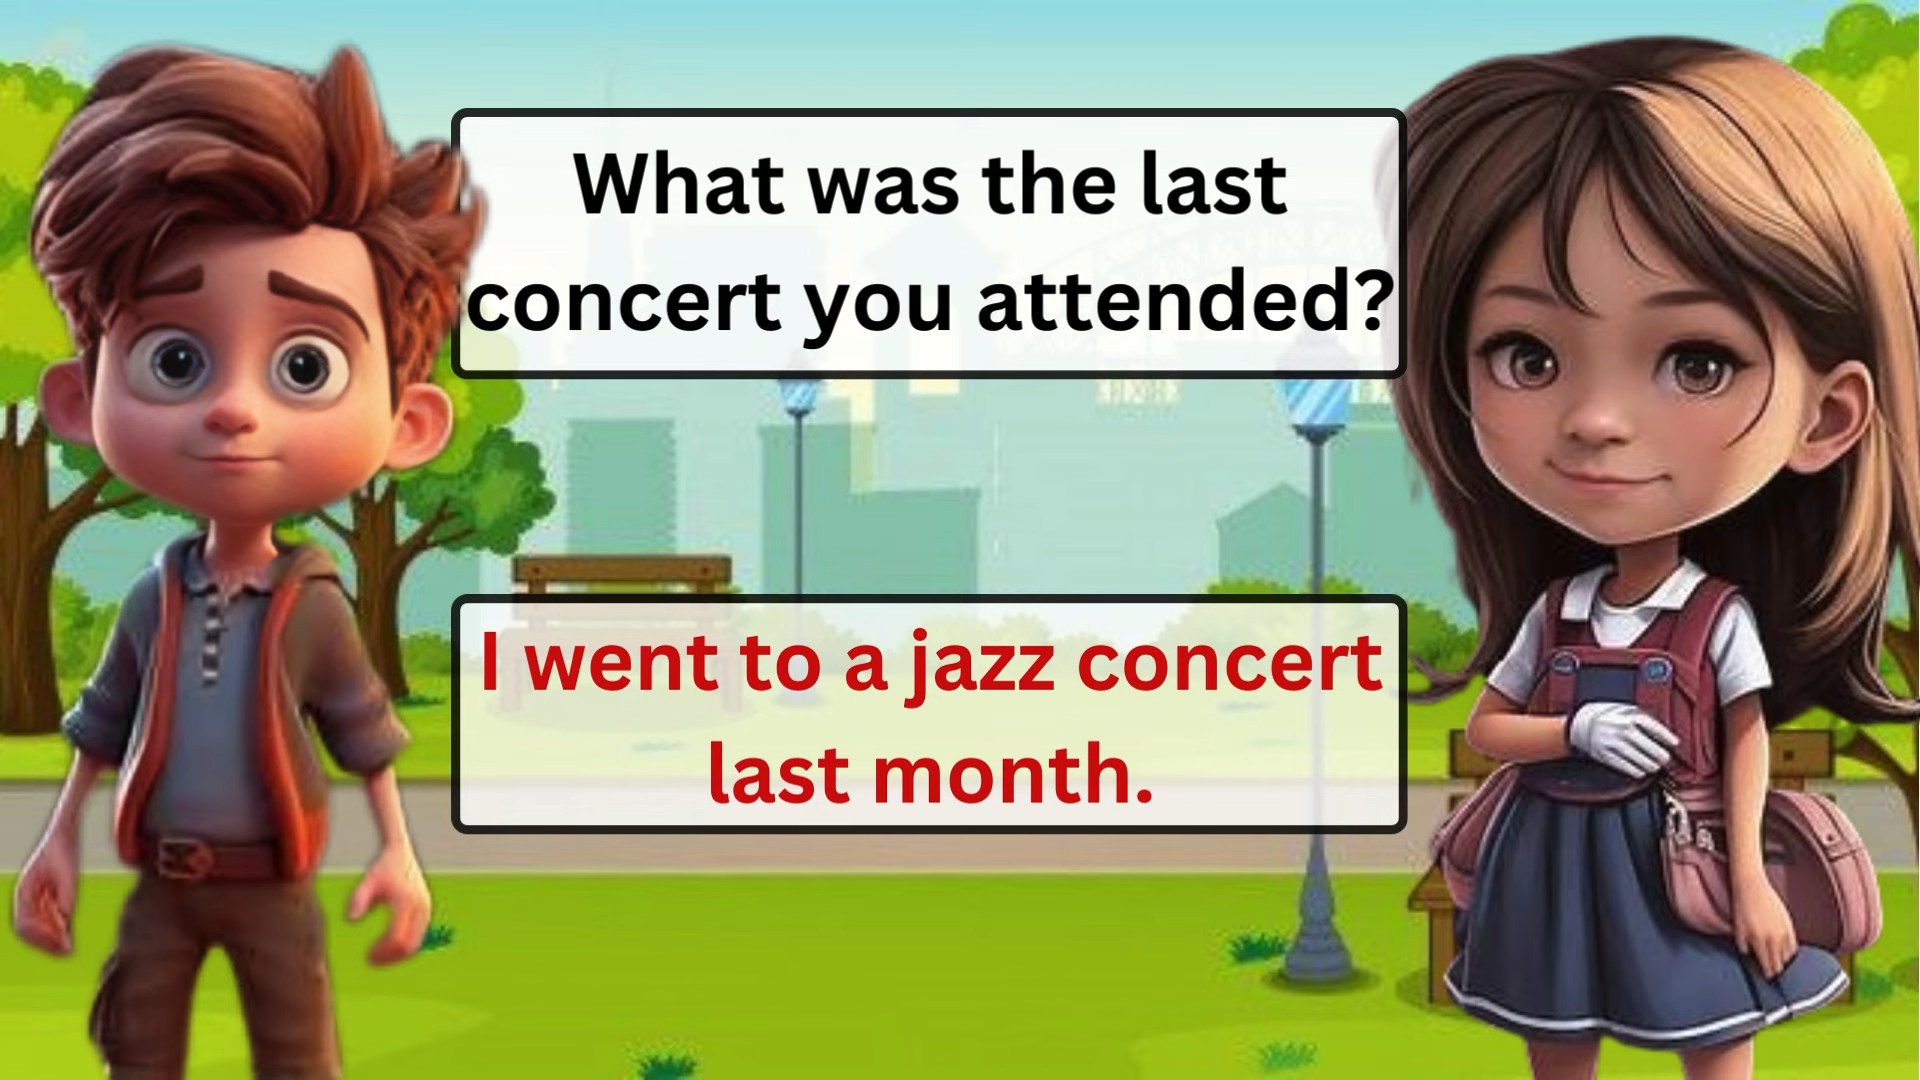 What was the last
concert you attended?
I went to a jazz concert
last month.